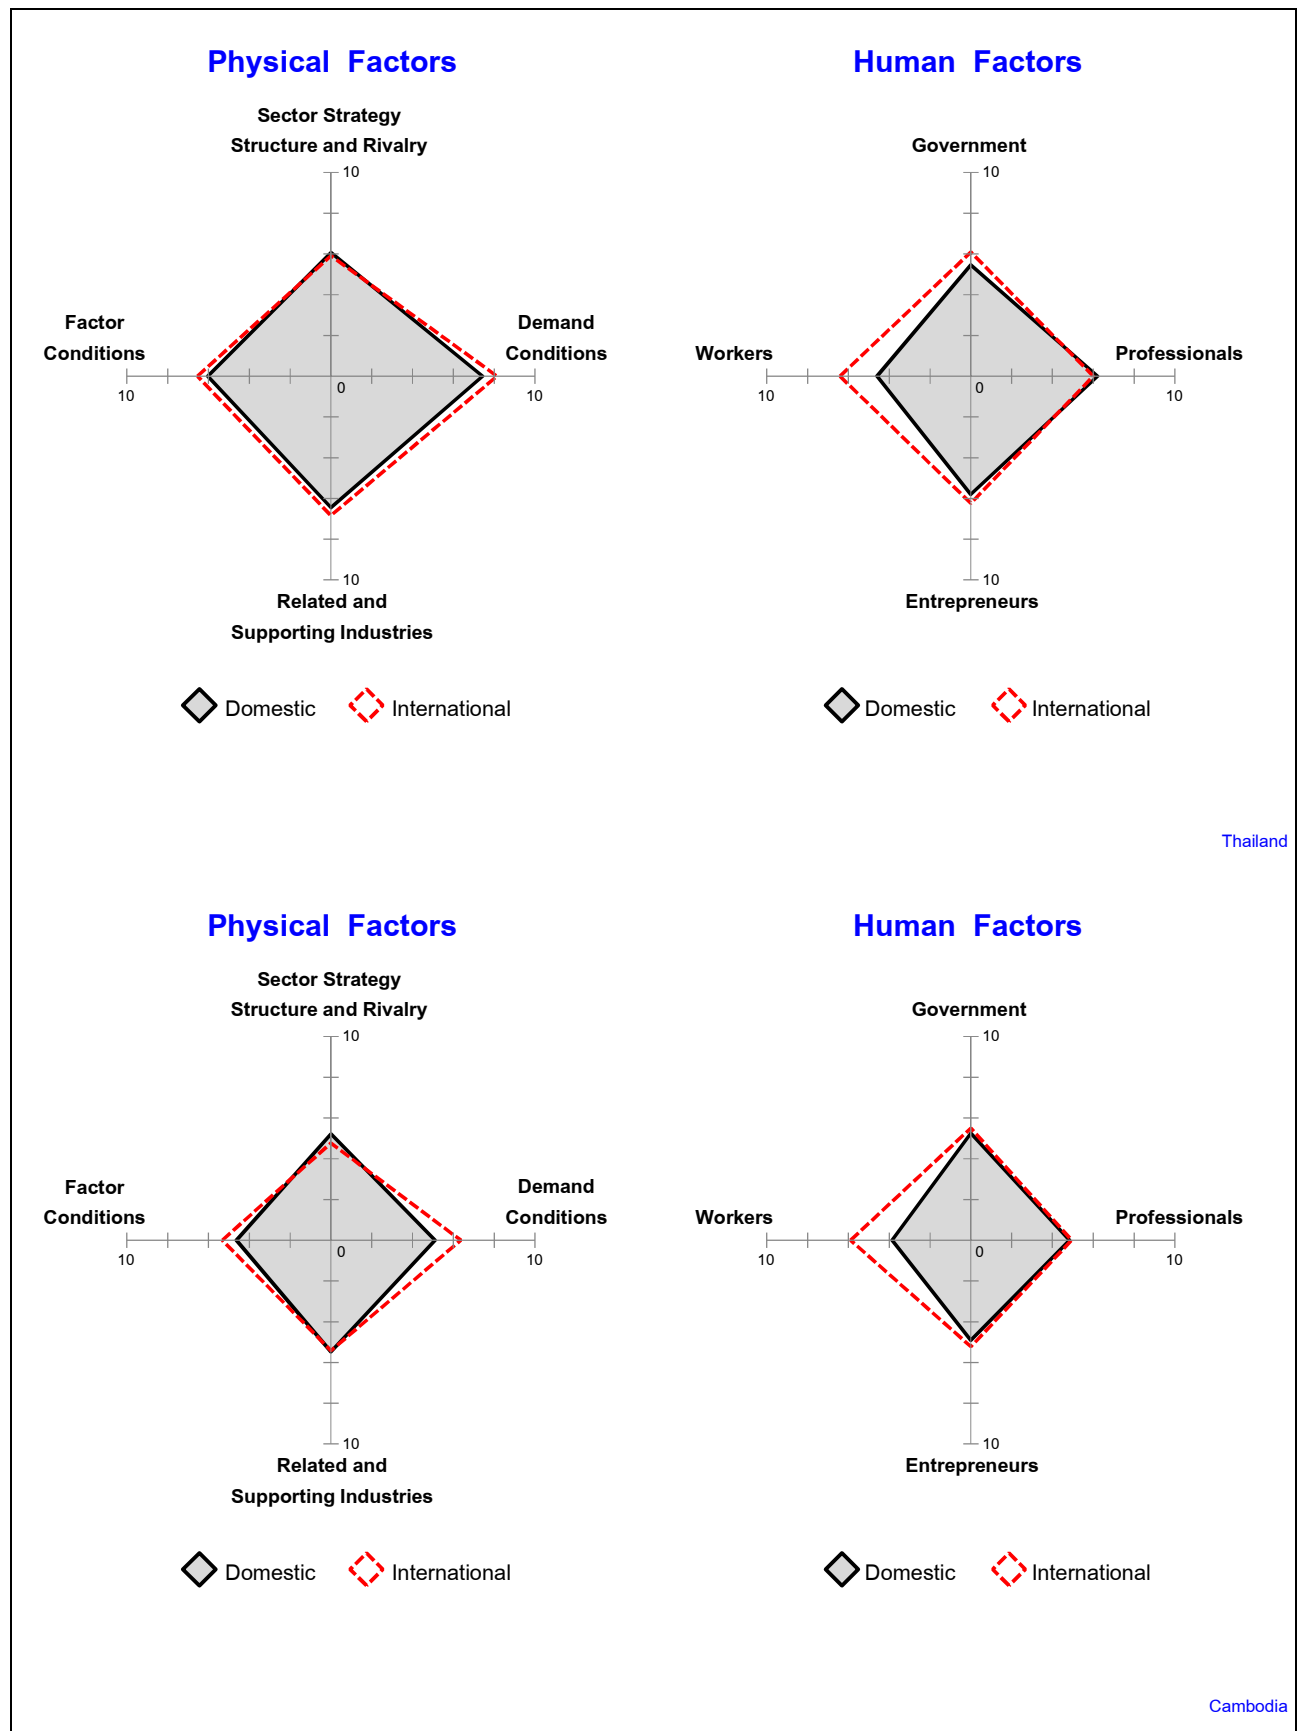 Physical Factors
Human Factors
Sector Strategy
Structure and Rivalry
Government
10
10
Factor
Conditions
Demand
Conditions
Workers
Professionals
10
0
10
10
0
10
10
10
Related and
Supporting Industries
Entrepreneurs
Domestic
International
Domestic
International
Thailand
Physical Factors
Human Factors
Sector Strategy
Structure and Rivalry
Government
10
10
Factor
Conditions
Demand
Conditions
Workers
Professionals
10
0
10
10
0
10
10
10
Related and
Supporting Industries
Entrepreneurs
Domestic
International
Domestic
International
Cambodia